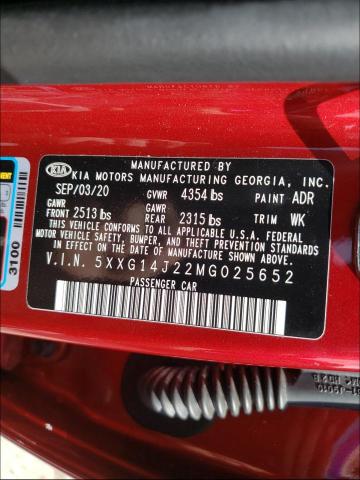 MANUFACTURED BY
KIA KIA MOTORS MANUFACTURING GEORGIA, INC.
SEP/03/20 GVWR 4354 lbs PAINT ADR
GAWR FRONT 2513 lbs GAWR REAR 2315 lbs TRIM WK
THIS VEHICLE CONFORMS TO ALL APPLICABLE U.S.A. FEDERAL
MOTOR VEHICLE SAFETY, BUMPER, AND THEFT PREVENTION
STANDARDS IN EFFECT ON THE DATE OF MANUFACTURE SHOWN ABOVE.
V.I.N. 5XXG14J22MG025652
PASSENGER CAR
3100